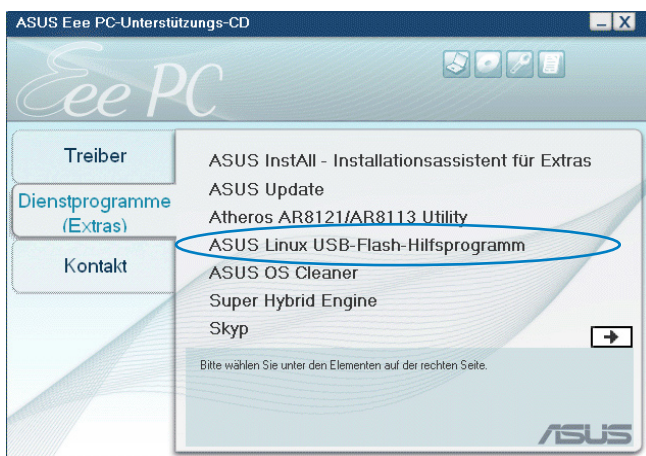 ASUS Eee PC-Unterstützungs-CD
Eee PC
Treiber
Dienstprogramme
(Extras)
Kontakt
ASUS InstAll - Installationsassistent für Extras
ASUS Update
Atheros AR8121/AR8113 Utility
ASUS Linux USB-Flash-Hilfsprogramm
ASUS OS Cleaner
Super Hybrid Engine
Skyp
Bitte wählen Sie unter den Elementen auf der rechten Seite.
ASUS